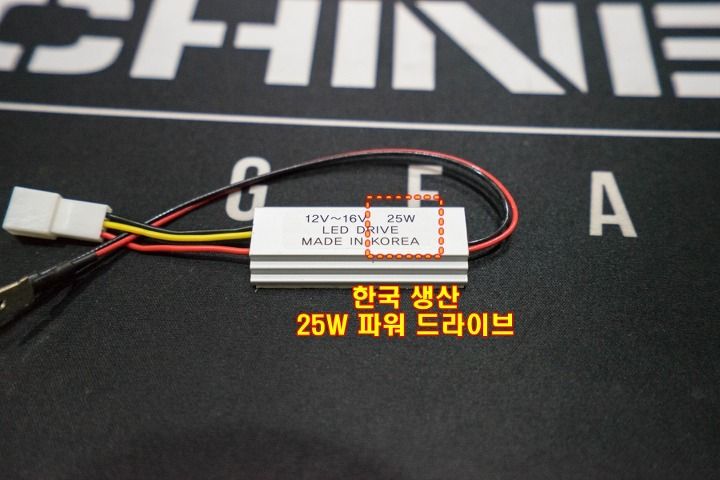 CHINE
G E A
12V～16V 25W
LED DRIVE
MADE IN KOREA
한국 생산
25W 파워 드라이브